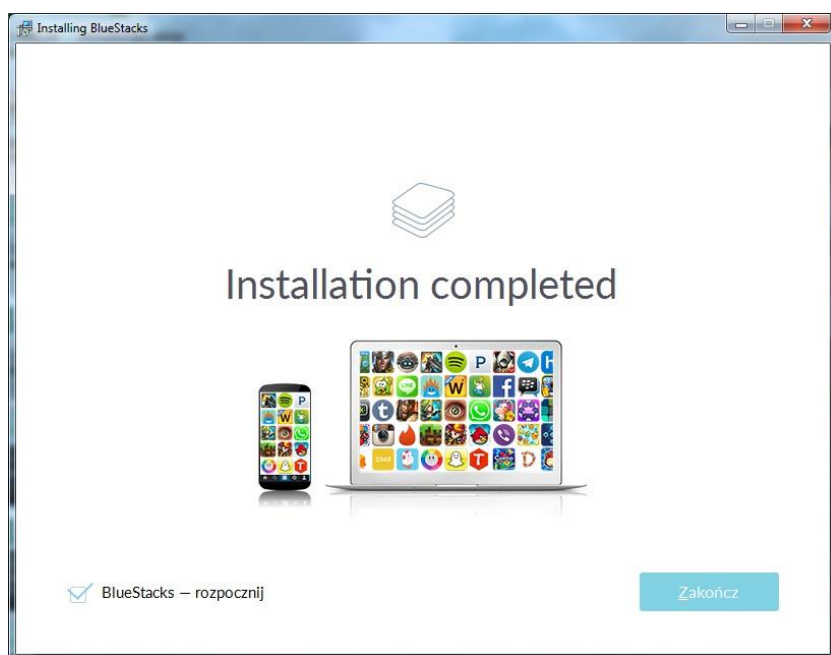 Installing BlueStacks
Installation completed
BlueStacks — rozpocznij
Zakończ